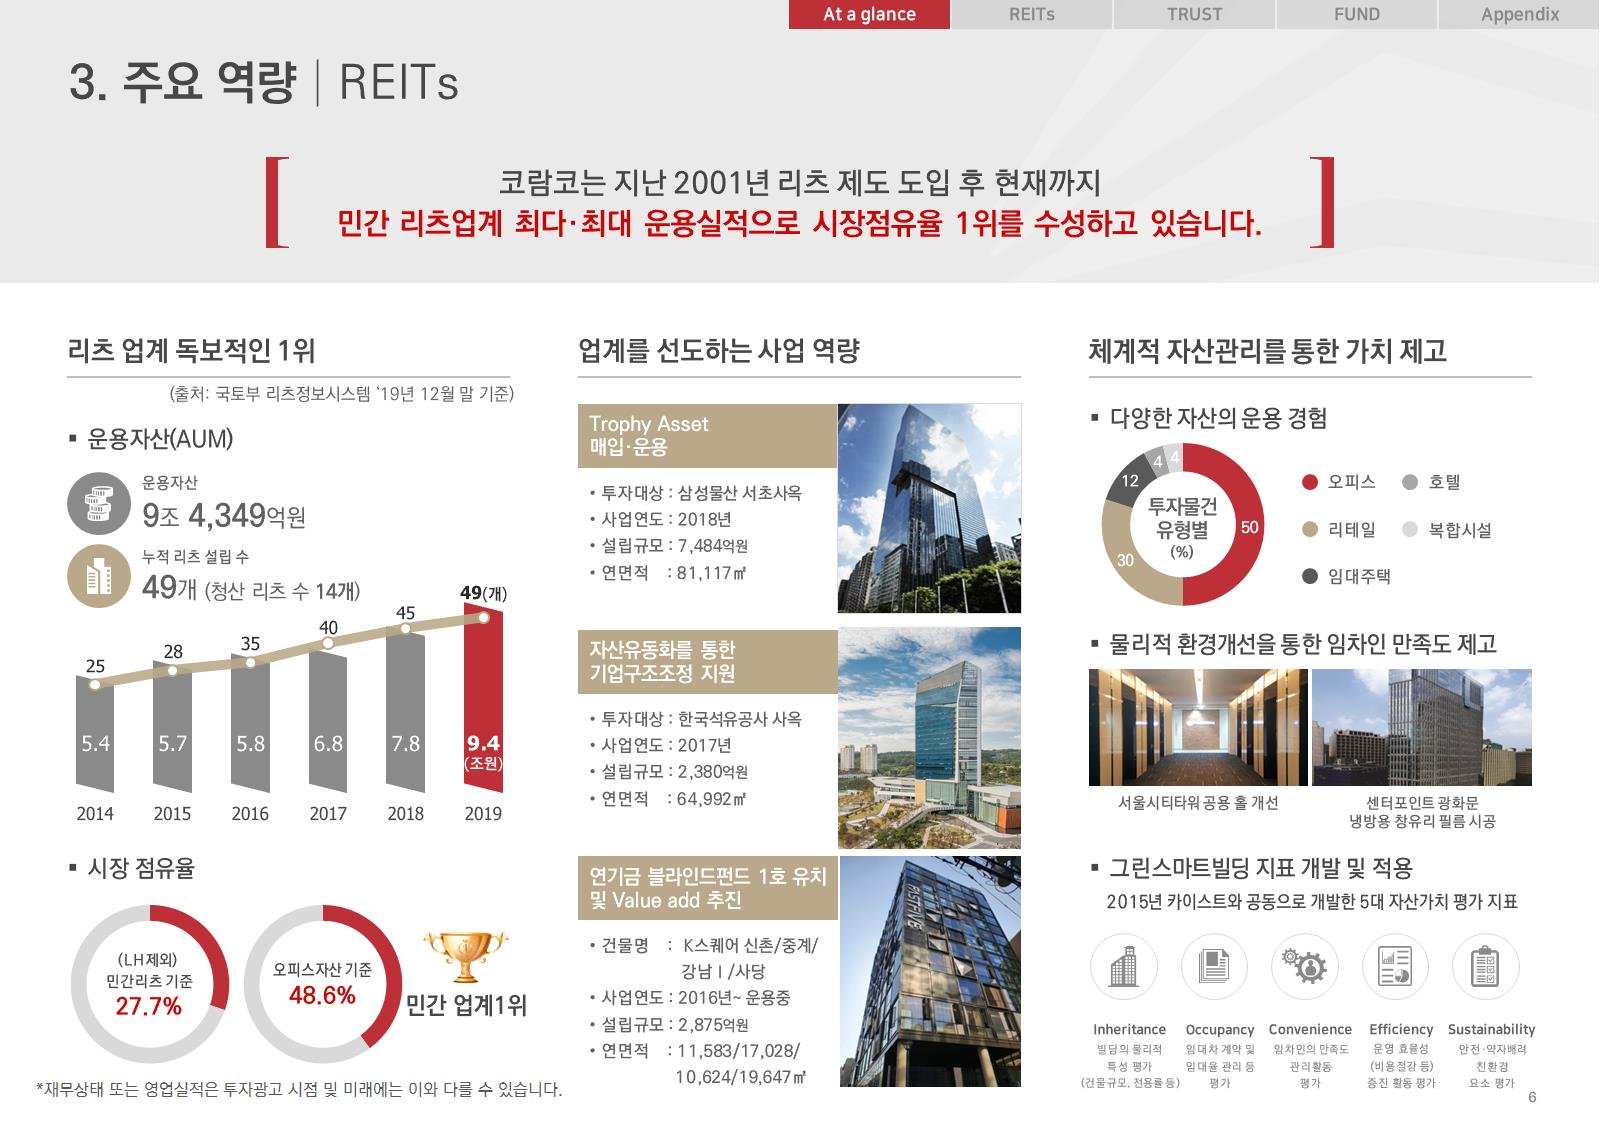 At a glance
REITs
TRUST
FUND
Appendix
3. 주요 역량 | REITs
코람코는 지난 2001년 리츠 제도 도입 후 현재까지
민간 리츠업계 최다·최대 운용실적으로 시장점유율 1위를 수성하고 있습니다.
리츠 업계 독보적인 1위
(출처: 국토부 리츠정보시스템 ‘19년 12월 말 기준)
▪ 운용자산(AUM)
운용자산
9조 4,349억원
누적 리츠 설립 수
49개 (청산 리츠 수 14개)
25
28
35
40
45
49(개)
5.4
5.7
5.8
6.8
7.8
9.4
(조원)
2014
2015
2016
2017
2018
2019
▪ 시장 점유율
(LH제외)
민간리츠 기준
27.7%
오피스자산 기준
48.6%
민간 업계1위
*재무상태 또는 영업실적은 투자광고 시점 및 미래에는 이와 다를 수 있습니다.
업계를 선도하는 사업 역량
Trophy Asset
매입·운용
• 투자대상 : 삼성물산 서초사옥
• 사업연도 : 2018년
• 설립규모 : 7,484억원
• 연면적 : 81,117㎡
자산유동화를 통한
기업구조조정 지원
• 투자대상 : 한국석유공사 사옥
• 사업연도 : 2017년
• 설립규모 : 2,380억원
• 연면적 : 64,992㎡
연기금 블라인드펀드 1호 유치
및 Value add 추진
• 건물명 : K스퀘어 신촌/중계/
강남Ⅰ/사당
• 사업연도 : 2016년~ 운용중
• 설립규모 : 2,875억원
• 연면적 : 11,583/17,028/
10,624/19,647㎡
FASTFIVE
체계적 자산관리를 통한 가치 제고
▪ 다양한 자산의 운용 경험
4
4
12
30
50
투자물건
유형별
(%)
오피스
호텔
리테일
복합시설
임대주택
▪ 물리적 환경개선을 통한 임차인 만족도 제고
서울시티타워 공용 홀 개선
센터포인트 광화문
냉방용 창유리 필름 시공
▪ 그린스마트빌딩 지표 개발 및 적용
2015년 카이스트와 공동으로 개발한 5대 자산가치 평가 지표
Inheritance
빌딩의 물리적
특성 평가
(건물규모, 전용률 등)
Occupancy
임대차 계약 및
임대율 관리 등
평가
Convenience
임차인의 만족도
관리활동
평가
Efficiency
운영 효율성
(비용절감 등)
증진 활동 평가
Sustainability
안전·약자배려
친환경
요소 평가
6